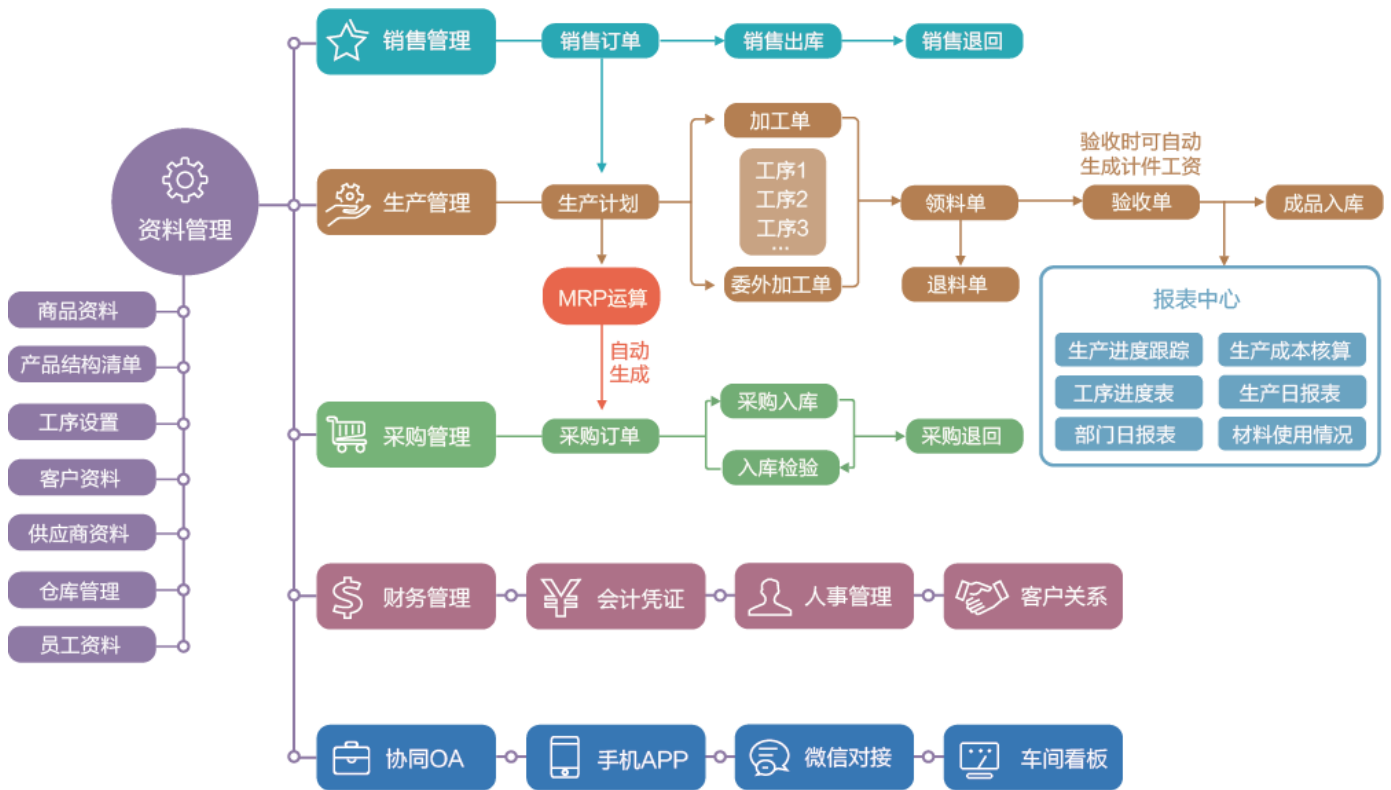 销售管理
销售订单
销售出库
销售退回
资料管理
商品资料
产品结构清单
工序设置
客户资料
供应商资料
仓库管理
员工资料
生产管理
生产计划
加工单
工序1
工序2
工序3
...
委外加工单
领料单
退料单
验收时可自动
生成计件工资
验收单
成品入库
MRP运算
自动
生成
报表中心
生产进度跟踪
生产成本核算
工序进度表
生产日报表
部门日报表
材料使用情况
采购管理
采购订单
采购入库
入库检验
采购退回
财务管理
会计凭证
人事管理
客户关系
协同OA
手机APP
微信对接
车间看板